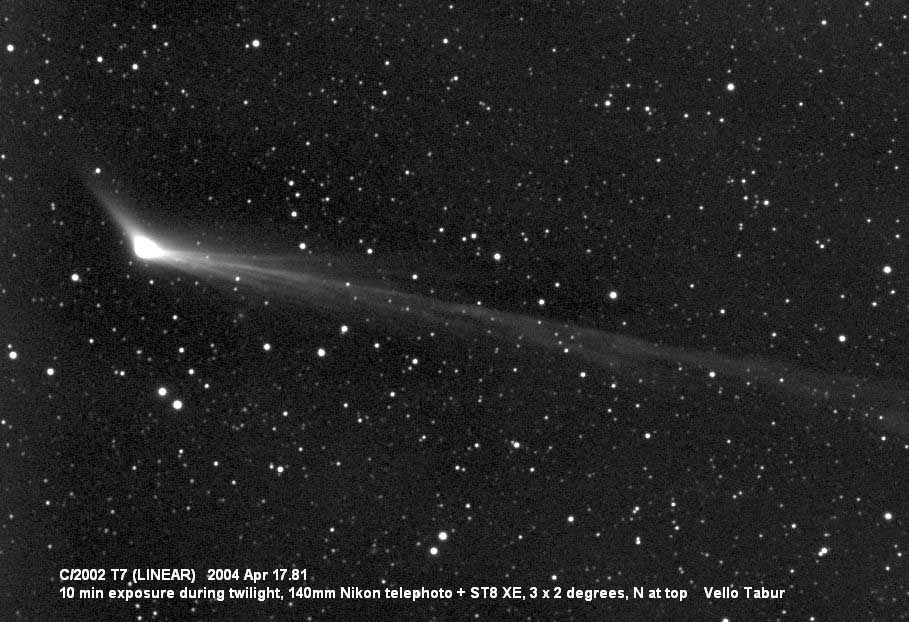 C/2002 T7 (LINEAR) 2004 Apr 17.81
10 min exposure during twilight, 140mm Nikon telephoto + ST8 XE, 3 x 2 degrees, N at top Vello Tabur